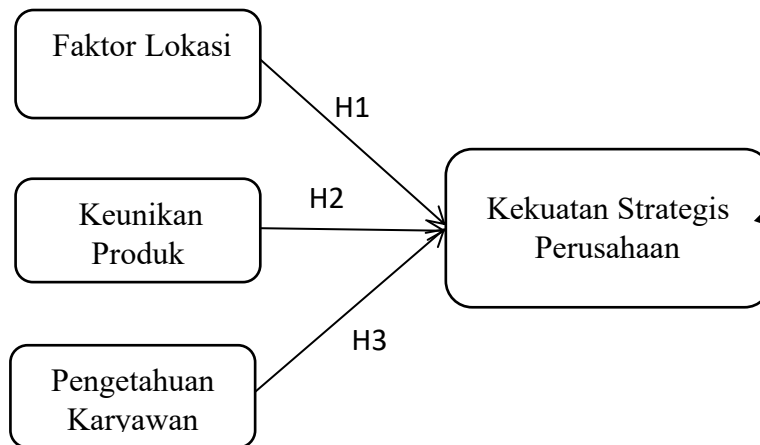 Faktor Lokasi
H1
Keunikan
Produk
H2
Kekuatan Strategis
Perusahaan
H3
Pengetahuan
Karyawan